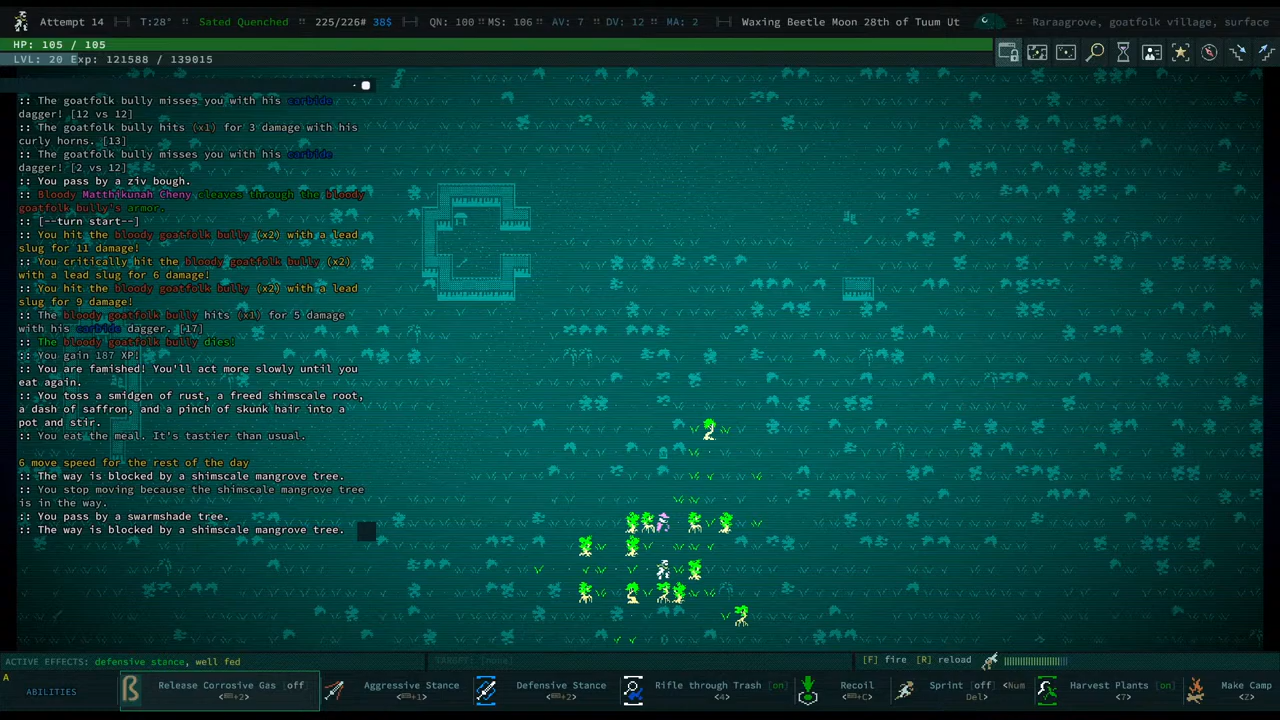 Attempt 14 T:28° :: Sated Quenched :: 225/226# 38$ QN: 100 MS: 106 AV: 7 DV: 12 MA: 2 Waxing Beetle Moon 28th of Tuum Ut :: Raraagrove, goatfolk village, surface
HP: 105 / 105
LVL: 20 Exp: 121588 / 139015
:: The goatfolk bully misses you with his carbide
dagger! [12 vs 12]
:: The goatfolk bully hits (x1) for 3 damage with his
curly horns. [13]
:: The goatfolk bully misses you with his carbide
dagger! [2 vs 12]
:: You pass by a ziv bough.
:: Bloody Matthikunah Cheny cleaves through the bloody
goatfolk bully's armor.
:: [--turn start--]
:: You hit the bloody goatfolk bully (x2) with a lead
slug for 11 damage!
:: You critically hit the bloody goatfolk bully (x2)
with a lead slug for 6 damage!
:: You hit the bloody goatfolk bully (x2) with a lead
slug for 9 damage!
:: The bloody goatfolk bully hits (x1) for 5 damage
with his carbide dagger. [17]
:: The bloody goatfolk bully dies!
:: You gain 187 XP!
:: You are famished! You'll act more slowly until you
eat again.
:: You toss a smidgen of rust, a freed shimscale root,
a dash of saffron, and a pinch of skunk hair into a
pot and stir.
:: You eat the meal. It's tastier than usual.
6 move speed for the rest of the day
:: The way is blocked by a shimscale mangrove tree.
:: You stop moving because the shimscale mangrove tree
is in the way.
:: You pass by a swarmshade tree.
:: The way is blocked by a shimscale mangrove tree.
ACTIVE EFFECTS: defensive stance, well fed
TARGET: [none]
[F] fire [R] reload
A
ABILITIES
Release Corrosive Gas [off] <+2>
Aggressive Stance <+1>
Defensive Stance <+2>
Rifle through Trash [on] <4>
Recoil <+C>
Sprint [off] <Num Del>
Harvest Plants [on] <7>
Make Camp <Z>